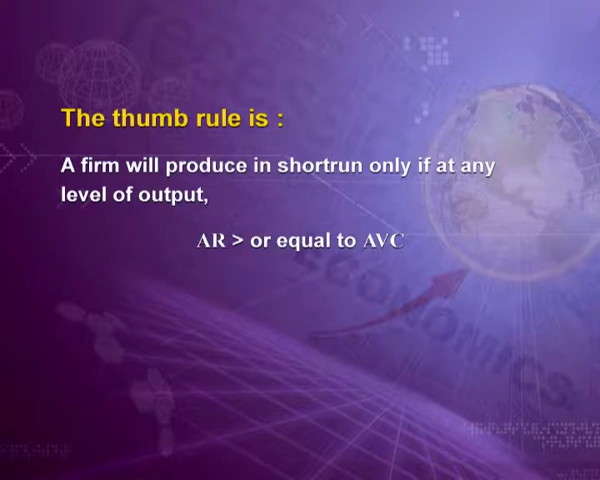 The thumb rule is :
A firm will produce in shortrun only if at any
level of output,
AR > or equal to AVC
ECONOMICS